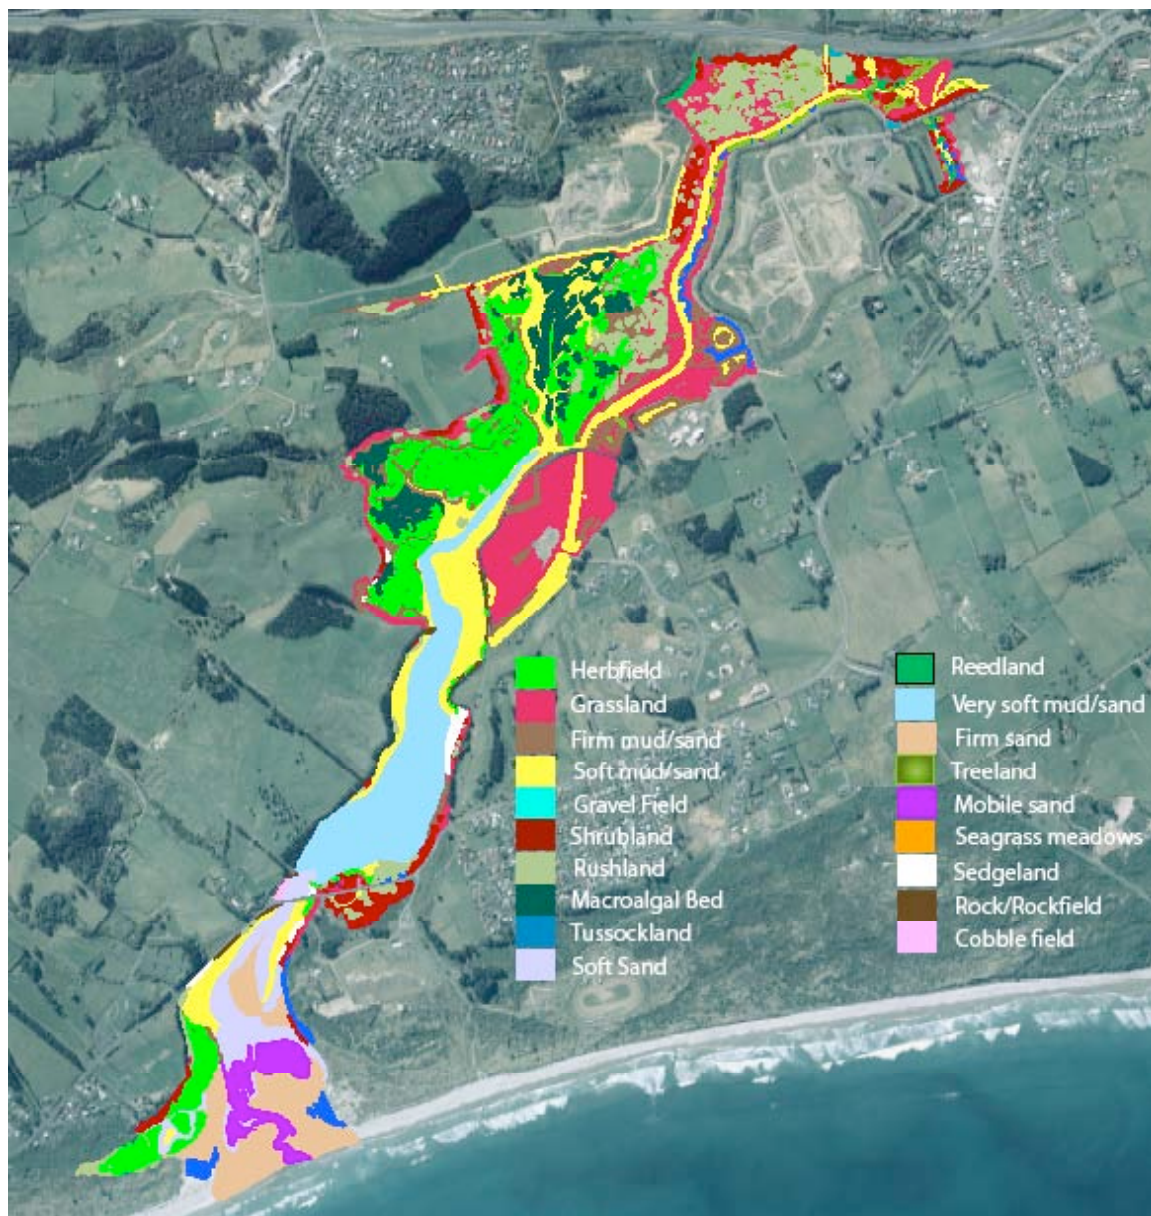 Herbfield
Grassland
Firm mud/sand
Soft mud/sand
Gravel Field
Shrubland
Rushland
Macroalgal Bed
Tussockland
Soft Sand
Reedland
Very soft mud/sand
Firm sand
Treeland
Mobile sand
Seagrass meadows
Sedgeland
Rock/Rockfield
Cobble field